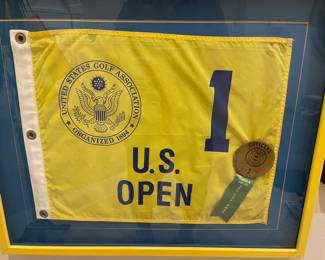 UNITED STATES GOLF ASSOCIATION
ORGANIZED 1894
1
U.S.
OPEN